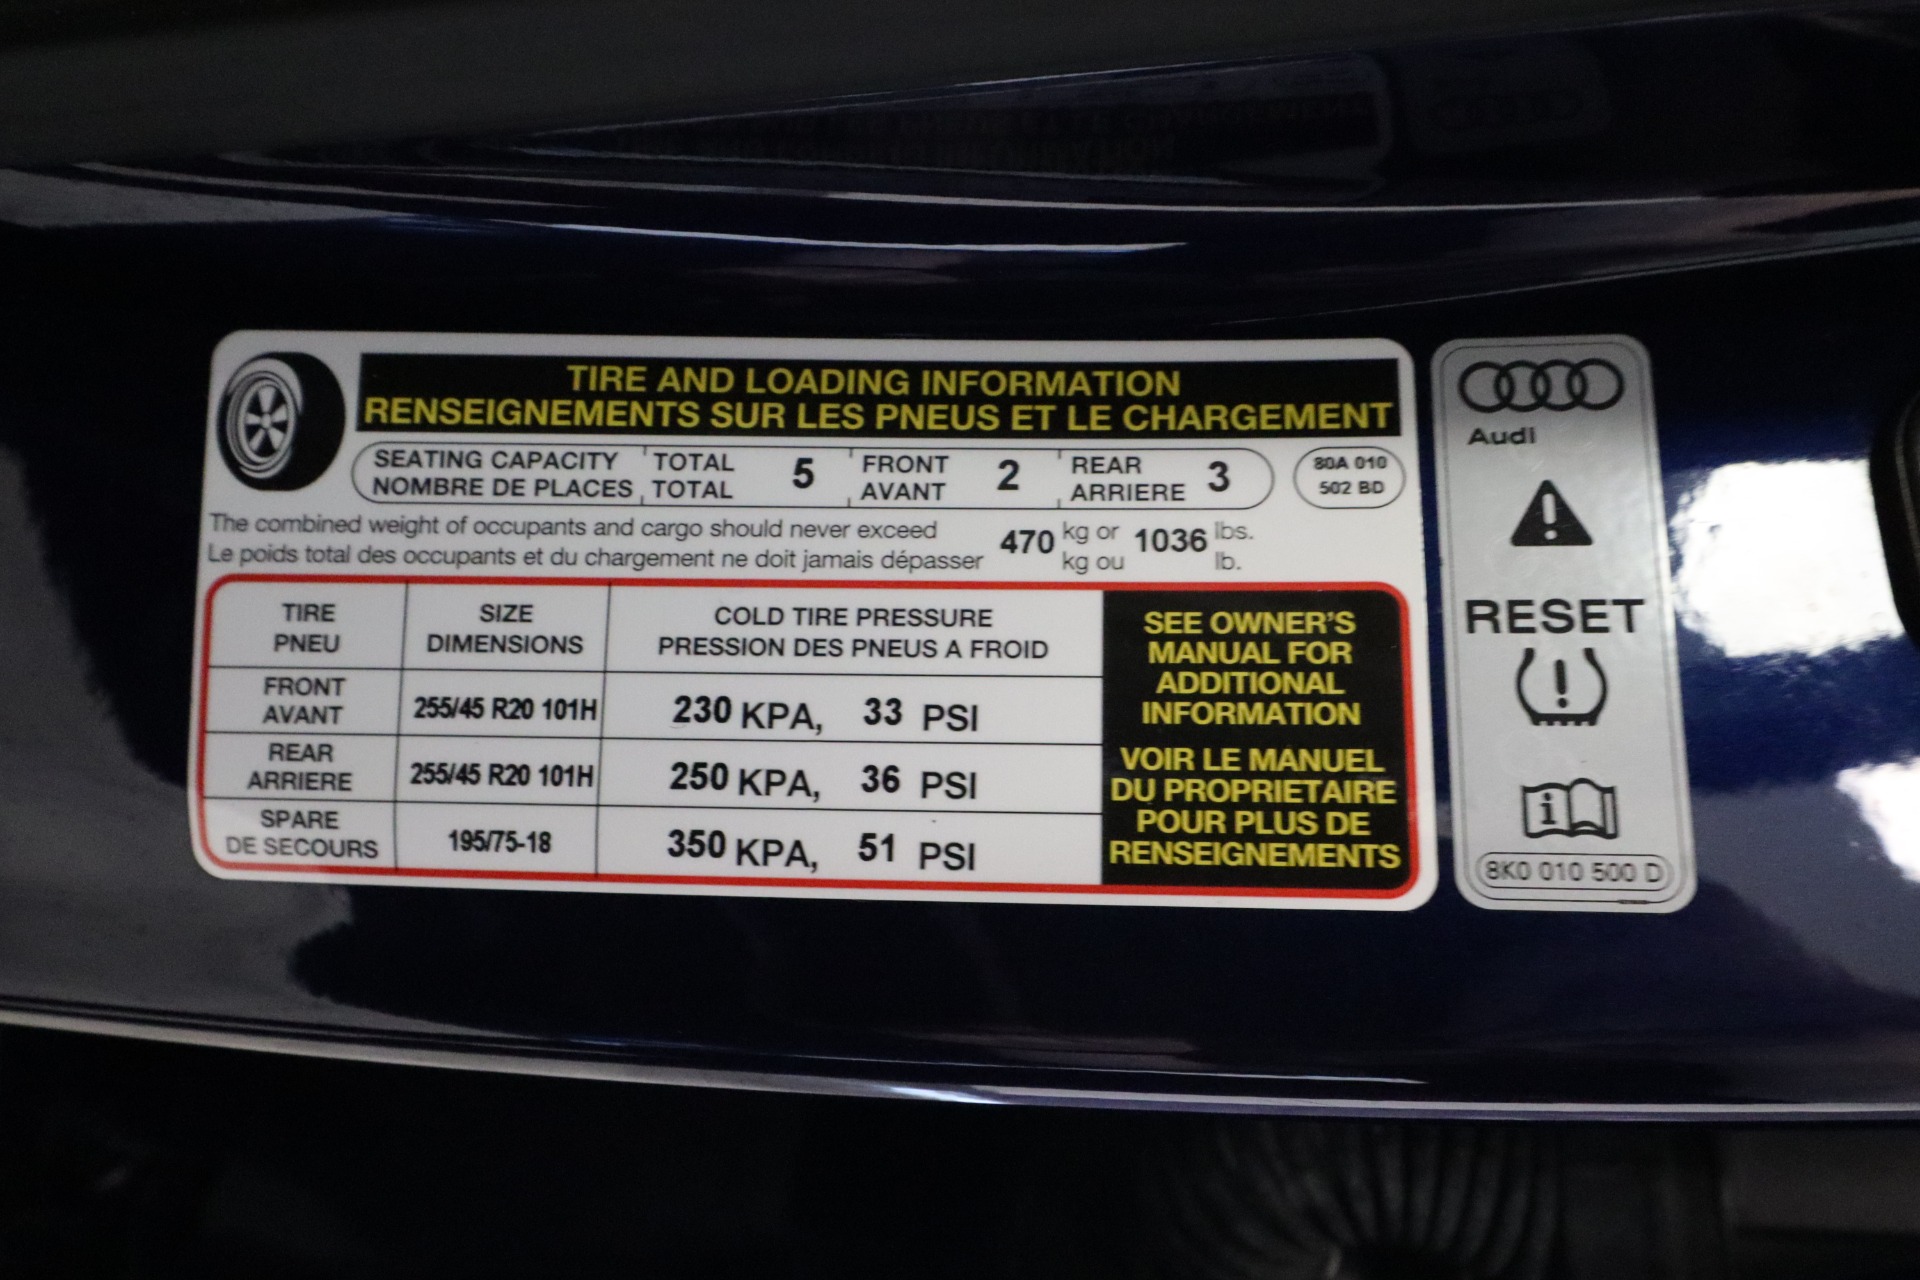 TIRE AND LOADING INFORMATION
RENSEIGNEMENTS SUR LES PNEUS ET LE CHARGEMENT
SEATING CAPACITY TOTAL 5 FRONT 2 REAR 3
NOMBRE DE PLACES TOTAL AVANT ARRIERE
80A 010
502 BD
The combined weight of occupants and cargo should never exceed 470 kg or 1036 lbs.
Le poids total des occupants et du chargement ne doit jamais dépasser kg ou lb.
TIRE SIZE COLD TIRE PRESSURE
PNEU DIMENSIONS PRESSION DES PNEUS A FROID
FRONT
AVANT 255/45 R20 101H 230 KPA, 33 PSI
REAR
ARRIERE 255/45 R20 101H 250 KPA, 36 PSI
SPARE
DE SECOURS 195/75-18 350 KPA, 51 PSI
SEE OWNER'S
MANUAL FOR
ADDITIONAL
INFORMATION
VOIR LE MANUEL
DU PROPRIETAIRE
POUR PLUS DE
RENSEIGNEMENTS
Audi
RESET
8K0 010 500 D